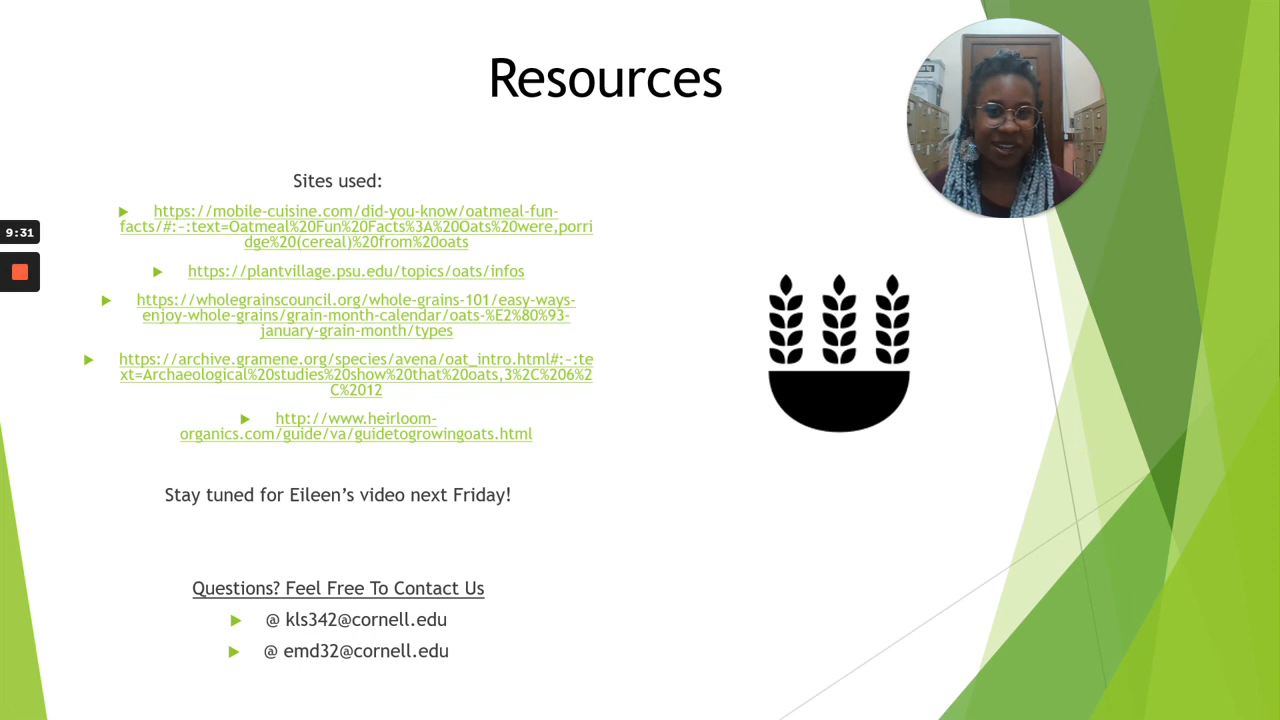 Resources
Sites used:
https://mobile-cuisine.com/did-you-know/oatmeal-fun-
facts/#:~:text=Oatmeal%20Fun%20Facts%3A%20Oats%20were,porri
dge%20(cereal)%20from%20oats
https://plantvillage.psu.edu/topics/oats/infos
https://wholegrainscouncil.org/whole-grains-101/easy-ways-
enjoy-whole-grains/grain-month-calendar/oats-%E2%80%93-
january-grain-month/types
https://archive.gramene.org/species/avena/oat_intro.html#:~:te
xt=Archaeological%20studies%20show%20that%20oats,3%2C%206%2
C%2012
http://www.heirloom-
organics.com/guide/va/guidetogrowingoats.html
Stay tuned for Eileen’s video next Friday!
Questions? Feel Free To Contact Us
@ kls342@cornell.edu
@ emd32@cornell.edu
9:31